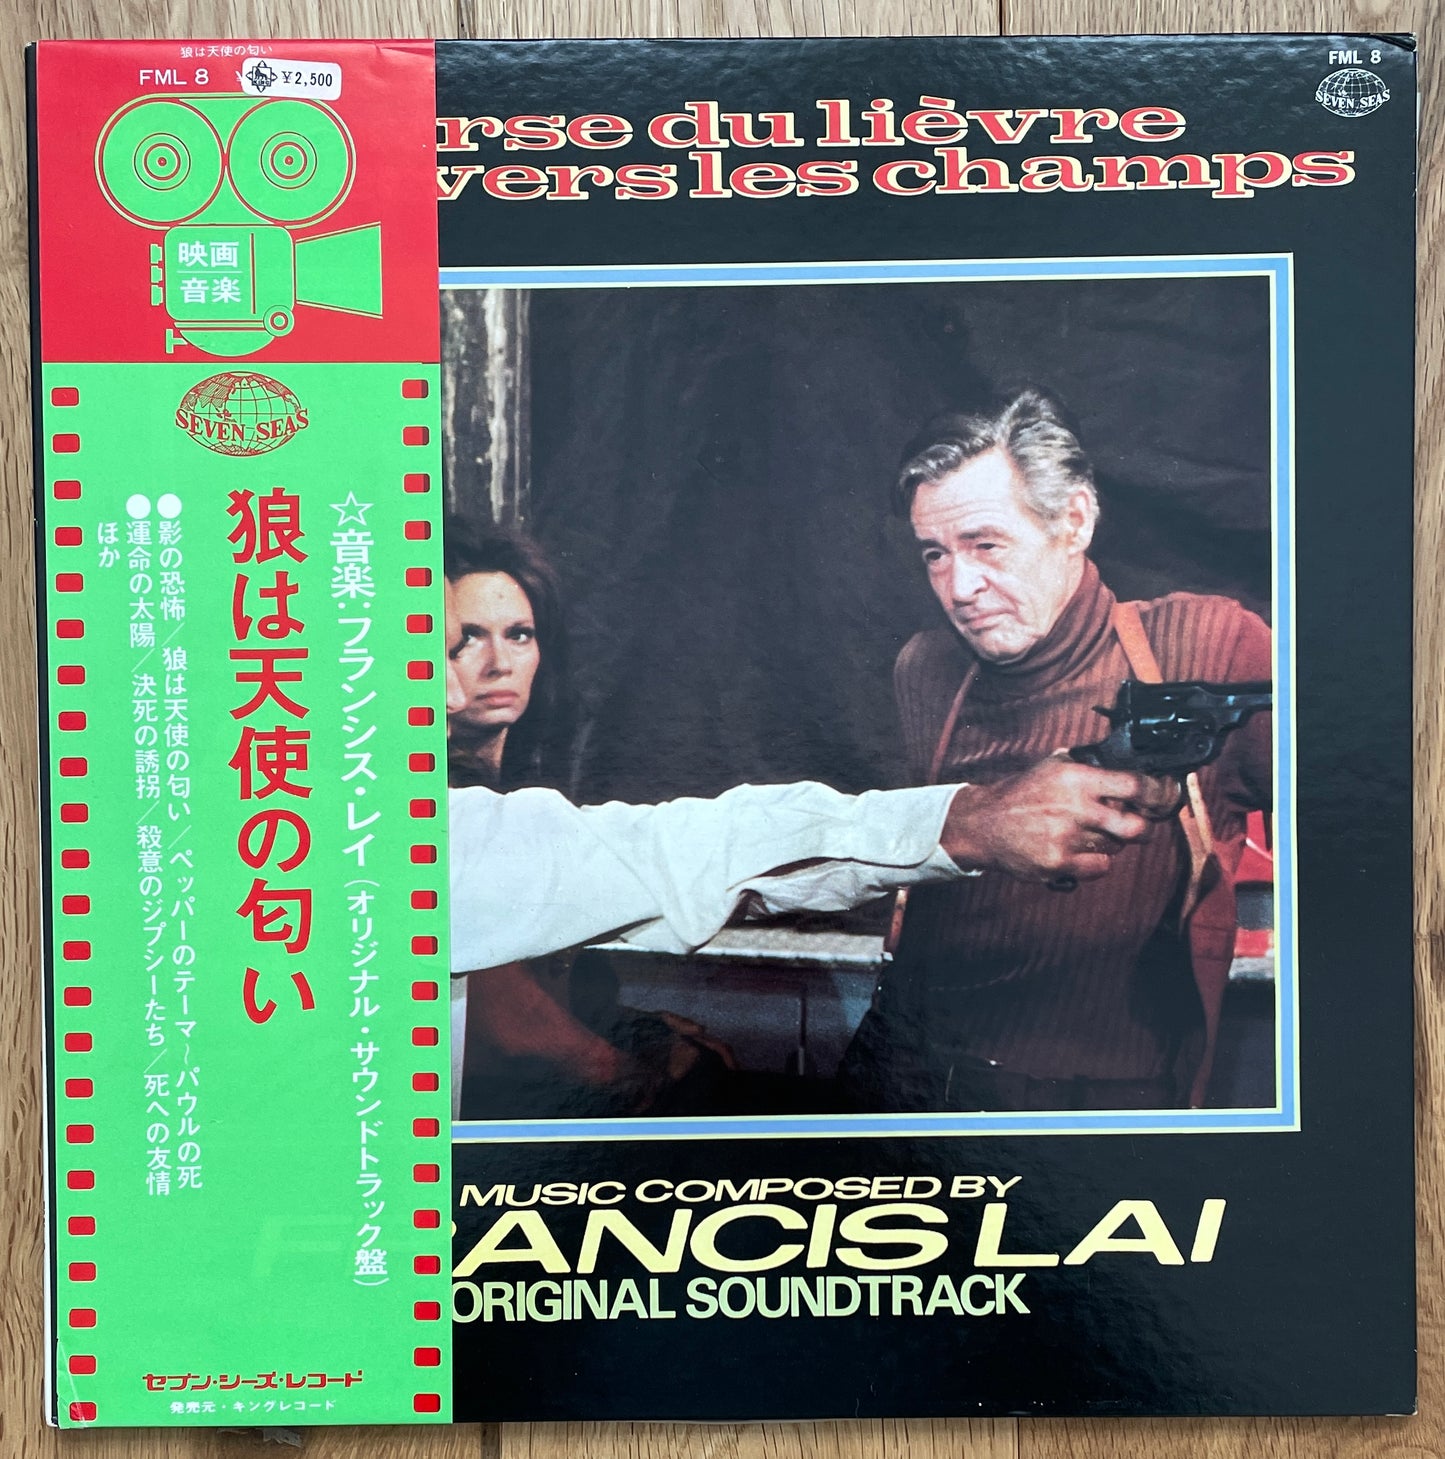 狼は天使の匂い
FML 8
¥2,500
映画
音楽
SEVEN SEAS
☆音楽:フランシス・レイ(オリジナル・サウンドトラック盤)
狼は天使の匂い
●影の恐怖/狼は天使の匂い/ペッパーのテーマ〜パウルの死
●運命の太陽/決死の誘拐/殺意のジプシーたち/死への友情
ほか
セブン・シーズ・レコード
発売元・キングレコード
FML 8
SEVEN SEAS
rse du lièvre
vers les champs
MUSIC COMPOSED BY
FRANCIS LAI
ORIGINAL SOUNDTRACK